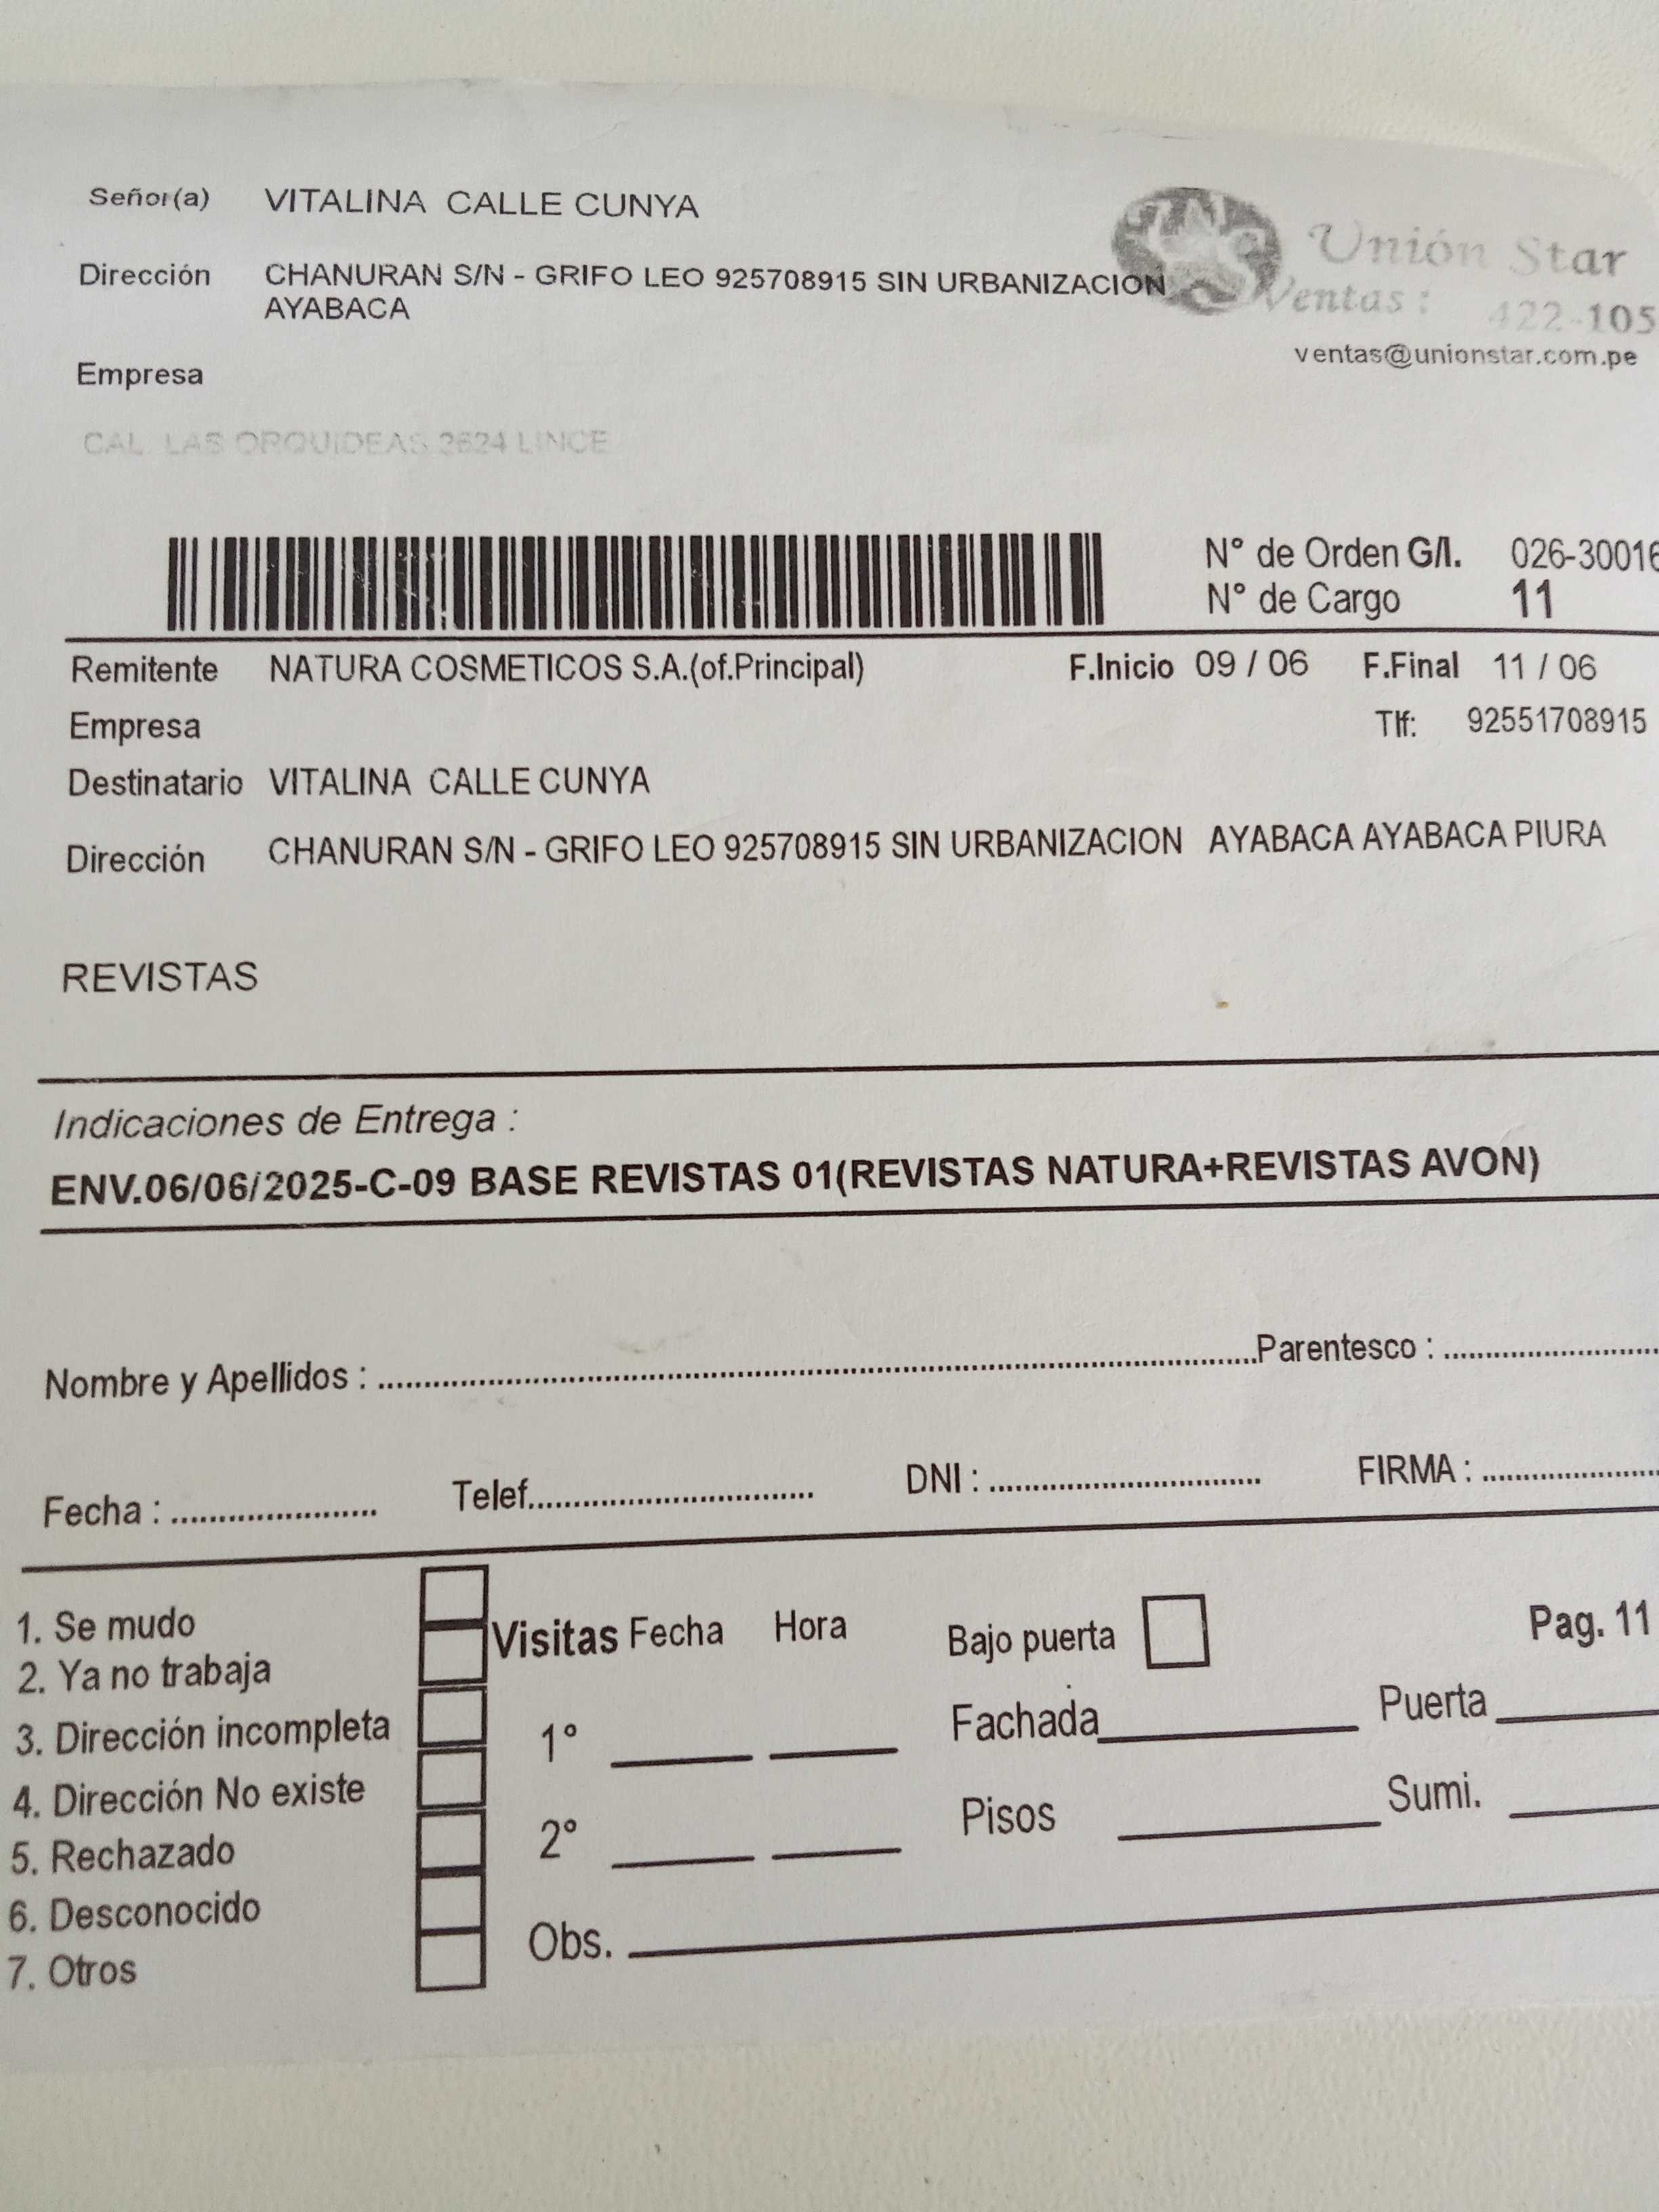 Señor(a) VITALINA CALLE CUNYA
Dirección CHANURAN S/N - GRIFO LEO 925708915 SIN URBANIZACION
AYABACA
Unión Star
Ventas : 422-105
ventas@unionstar.com.pe
Empresa
CAL. LAS ORQUIDEAS 2624 LINCE
N° de Orden G/I. 026-30016
N° de Cargo 11
Remitente NATURA COSMETICOS S.A.(of.Principal) F.Inicio 09 / 06 F.Final 11 / 06
Empresa Tlf: 92551708915
Destinatario VITALINA CALLE CUNYA
Dirección CHANURAN S/N - GRIFO LEO 925708915 SIN URBANIZACION AYABACA AYABACA PIURA
REVISTAS
Indicaciones de Entrega :
ENV.06/06/2025-C-09 BASE REVISTAS 01(REVISTAS NATURA+REVISTAS AVON)
Nombre y Apellidos : Parentesco :
Fecha : Telef. DNI : FIRMA :
1. Se mudo
2. Ya no trabaja
3. Dirección incompleta
4. Dirección No existe
5. Rechazado
6. Desconocido
7. Otros
Visitas Fecha Hora
1°
2°
Obs.
Bajo puerta
Fachada Puerta
Pisos Sumi.
Pag. 11